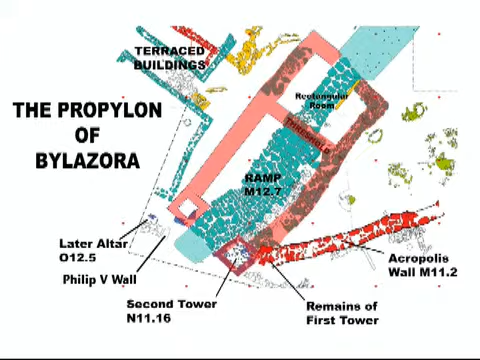 TERRACED
BUILDINGS
THE PROPYLON
OF
BYLAZORA
Rectangular
Room
THRESHOLD
RAMP
M12.7
Later Altar
O12.5
Philip V Wall
Second Tower
N11.16
Remains of
First Tower
Acropolis
Wall M11.2